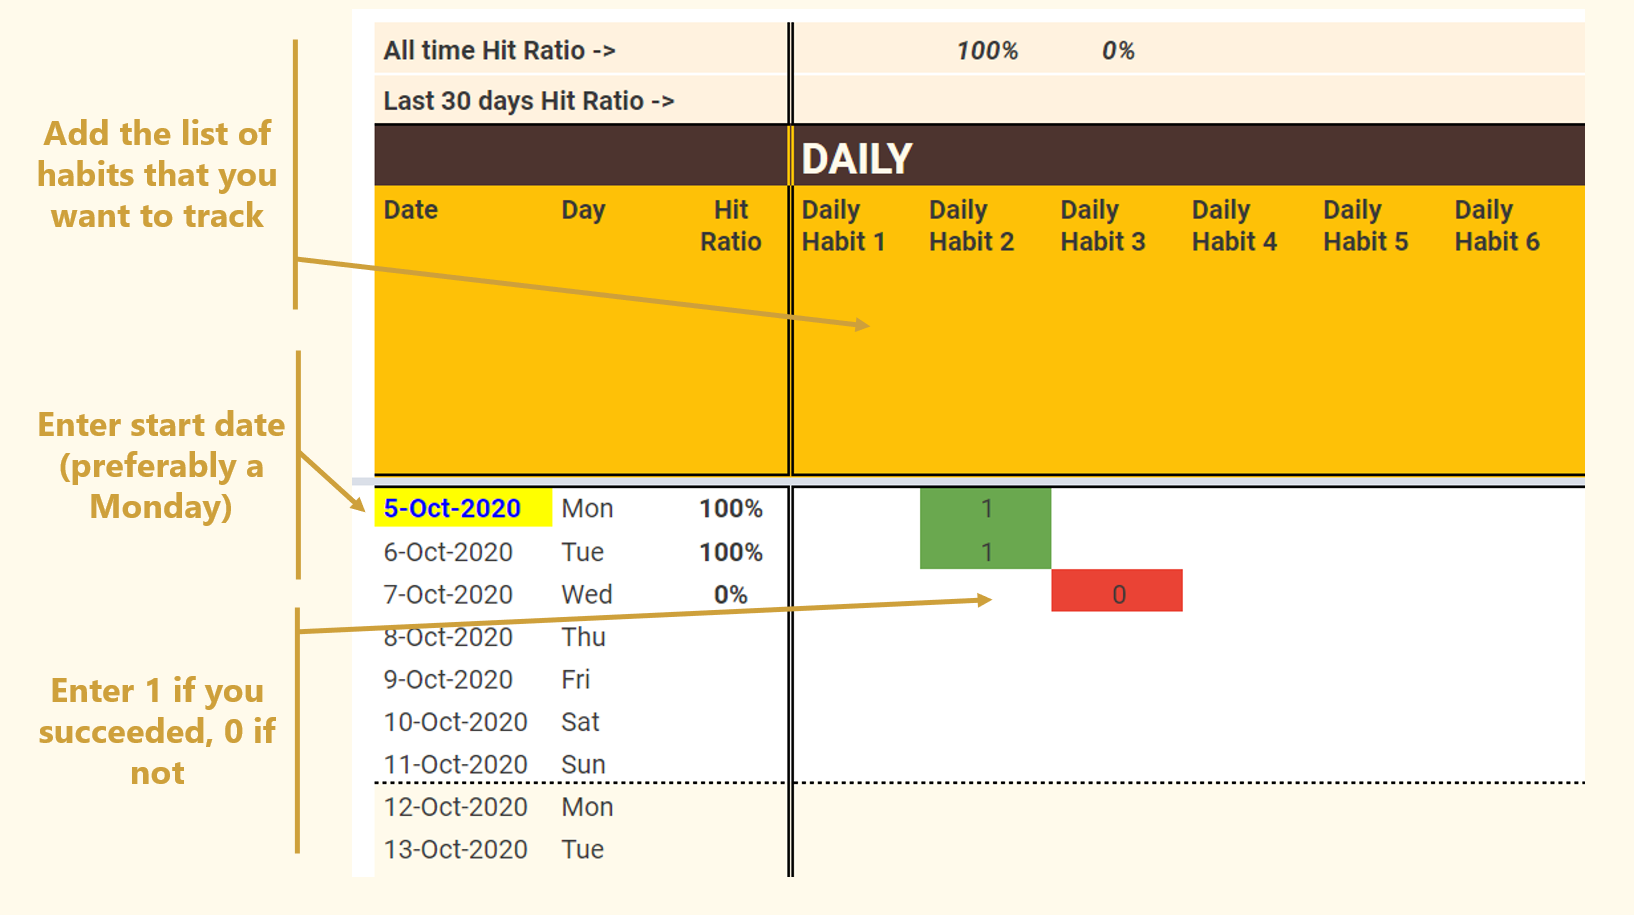 All time Hit Ratio -> 100% 0%
Last 30 days Hit Ratio ->
DAILY
Date Day Hit Daily Daily Daily Daily Daily Daily
Ratio Habit 1 Habit 2 Habit 3 Habit 4 Habit 5 Habit 6
5-Oct-2020 Mon 100% 1
6-Oct-2020 Tue 100% 1
7-Oct-2020 Wed 0% 0
8-Oct-2020 Thu
9-Oct-2020 Fri
10-Oct-2020 Sat
11-Oct-2020 Sun
12-Oct-2020 Mon
13-Oct-2020 Tue
Add the list of
habits that you
want to track
Enter start date
(preferably a
Monday)
Enter 1 if you
succeeded, 0 if
not